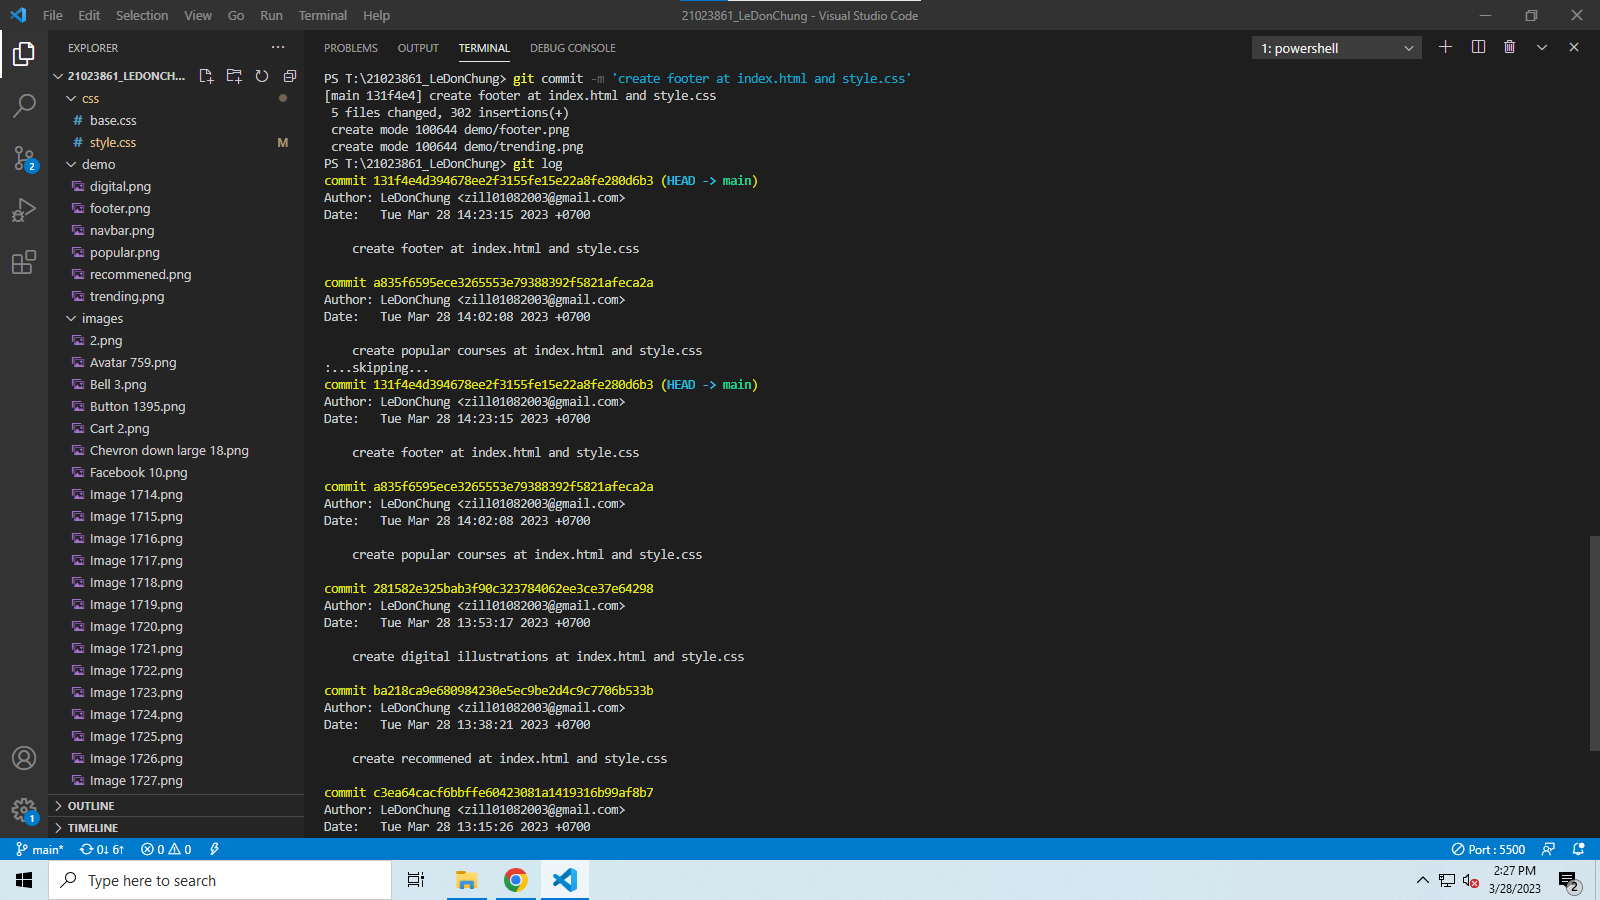 File Edit Selection View Go Run Terminal Help
21023861_LeDonChung - Visual Studio Code
EXPLORER
21023861_LEDONCH...
css
# base.css
# style.css M
demo
digital.png
footer.png
navbar.png
popular.png
recommened.png
trending.png
images
2.png
Avatar 759.png
Bell 3.png
Button 1395.png
Cart 2.png
Chevron down large 18.png
Facebook 10.png
Image 1714.png
Image 1715.png
Image 1716.png
Image 1717.png
Image 1718.png
Image 1719.png
Image 1720.png
Image 1721.png
Image 1722.png
Image 1723.png
Image 1724.png
Image 1725.png
Image 1726.png
Image 1727.png
OUTLINE
TIMELINE
2
1
PROBLEMS OUTPUT TERMINAL DEBUG CONSOLE
1: powershell
PS T:\21023861_LeDonChung> git commit -m 'create footer at index.html and style.css'
[main 131f4e4] create footer at index.html and style.css
5 files changed, 302 insertions(+)
create mode 100644 demo/footer.png
create mode 100644 demo/trending.png
PS T:\21023861_LeDonChung> git log
commit 131f4e4d394678ee2f3155fe15e22a8fe280d6b3 (HEAD -> main)
Author: LeDonChung <zill01082003@gmail.com>
Date:   Tue Mar 28 14:23:15 2023 +0700
create footer at index.html and style.css
commit a835f6595ece3265553e79388392f5821afeca2a
Author: LeDonChung <zill01082003@gmail.com>
Date:   Tue Mar 28 14:02:08 2023 +0700
create popular courses at index.html and style.css
:...skipping...
commit 131f4e4d394678ee2f3155fe15e22a8fe280d6b3 (HEAD -> main)
Author: LeDonChung <zill01082003@gmail.com>
Date:   Tue Mar 28 14:23:15 2023 +0700
create footer at index.html and style.css
commit a835f6595ece3265553e79388392f5821afeca2a
Author: LeDonChung <zill01082003@gmail.com>
Date:   Tue Mar 28 14:02:08 2023 +0700
create popular courses at index.html and style.css
commit 281582e325bab3f90c323784062ee3ce37e64298
Author: LeDonChung <zill01082003@gmail.com>
Date:   Tue Mar 28 13:53:17 2023 +0700
create digital illustrations at index.html and style.css
commit ba218ca9e680984230e5ec9be2d4c9c7706b533b
Author: LeDonChung <zill01082003@gmail.com>
Date:   Tue Mar 28 13:38:21 2023 +0700
create recommened at index.html and style.css
commit c3ea64cacf6bbffe60423081a1419316b99af8b7
Author: LeDonChung <zill01082003@gmail.com>
Date:   Tue Mar 28 13:15:26 2023 +0700
main* 0↓ 6↑ 0 0
Port : 5500
Type here to search
2:27 PM
3/28/2023
2